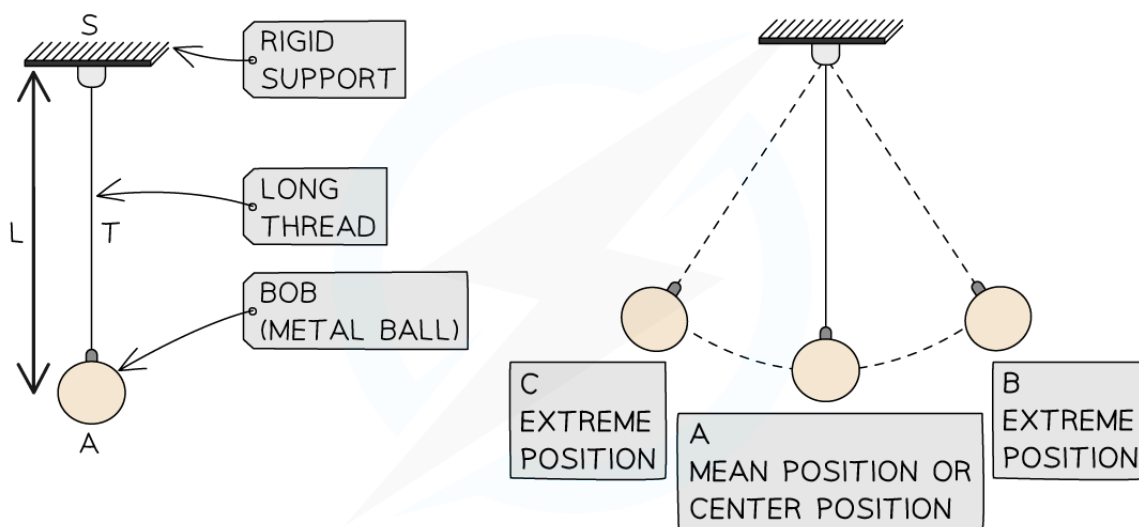 S
RIGID
SUPPORT
LONG
THREAD
L
T
BOB
(METAL BALL)
A
C
EXTREME
POSITION
A
MEAN POSITION OR
CENTER POSITION
B
EXTREME
POSITION